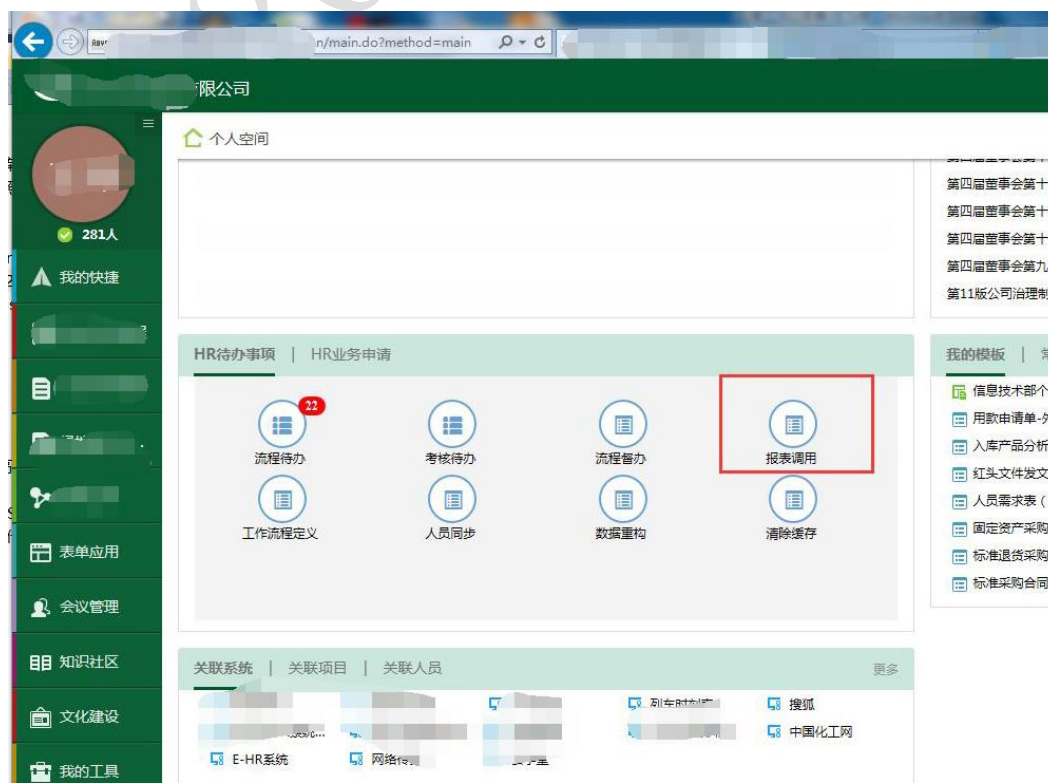 n/main.do?method=main
限公司
个人空间
281人
我的快捷
表单应用
会议管理
知识社区
文化建设
我的工具
第四届董事会第十
第四届董事会第十
第四届董事会第十
第四届董事会第九
第11版公司治理制
HR待办事项 | HR业务申请
22
流程待办 考核待办 流程督办 报表调用
工作流程定义 人员同步 数据重构 清除缓存
我的模板 |
信息技术部个
用款申请单-外
入库产品分析
红头文件发文
人员需求表（
固定资产采购
标准退货采购
标准采购合同
关联系统 | 关联项目 | 关联人员 更多
搜狐
中国化工网
E-HR系统 网络